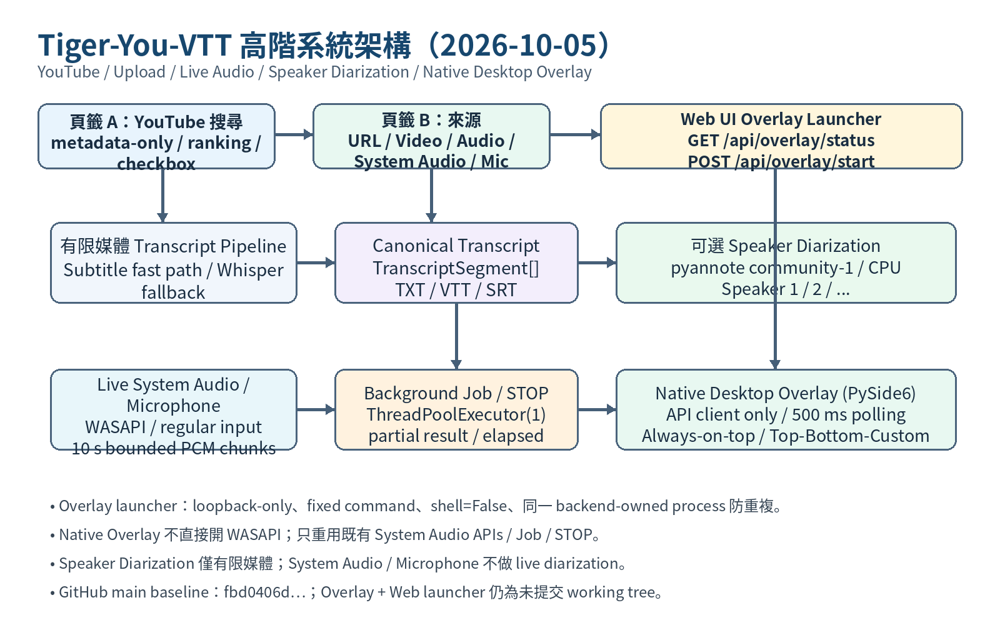 Tiger-You-VTT 高階系統架構（2026-10-05）
YouTube / Upload / Live Audio / Speaker Diarization / Native Desktop Overlay
頁籤 A：YouTube 搜尋
metadata-only / ranking /
checkbox
頁籤 B：來源
URL / Video / Audio /
System Audio / Mic
Web UI Overlay Launcher
GET /api/overlay/status
POST /api/overlay/start
有限媒體 Transcript Pipeline
Subtitle fast path / Whisper
fallback
Canonical Transcript
TranscriptSegment[]
TXT / VTT / SRT
可選 Speaker Diarization
pyannote community-1 / CPU
Speaker 1 / 2 / ...
Live System Audio /
Microphone
WASAPI / regular input
10 s bounded PCM chunks
Background Job / STOP
ThreadPoolExecutor(1)
partial result / elapsed
Native Desktop Overlay (PySide6)
API client only / 500 ms polling
Always-on-top / Top-Bottom-Custom
• Overlay launcher：loopback-only、fixed command、shell=False、同一 backend-owned process 防重複。
• Native Overlay 不直接開 WASAPI；只重用既有 System Audio APIs / Job / STOP。
• Speaker Diarization 僅有限媒體；System Audio / Microphone 不做 live diarization。
• GitHub main baseline：fbd0406d…；Overlay + Web launcher 仍為未提交 working tree。